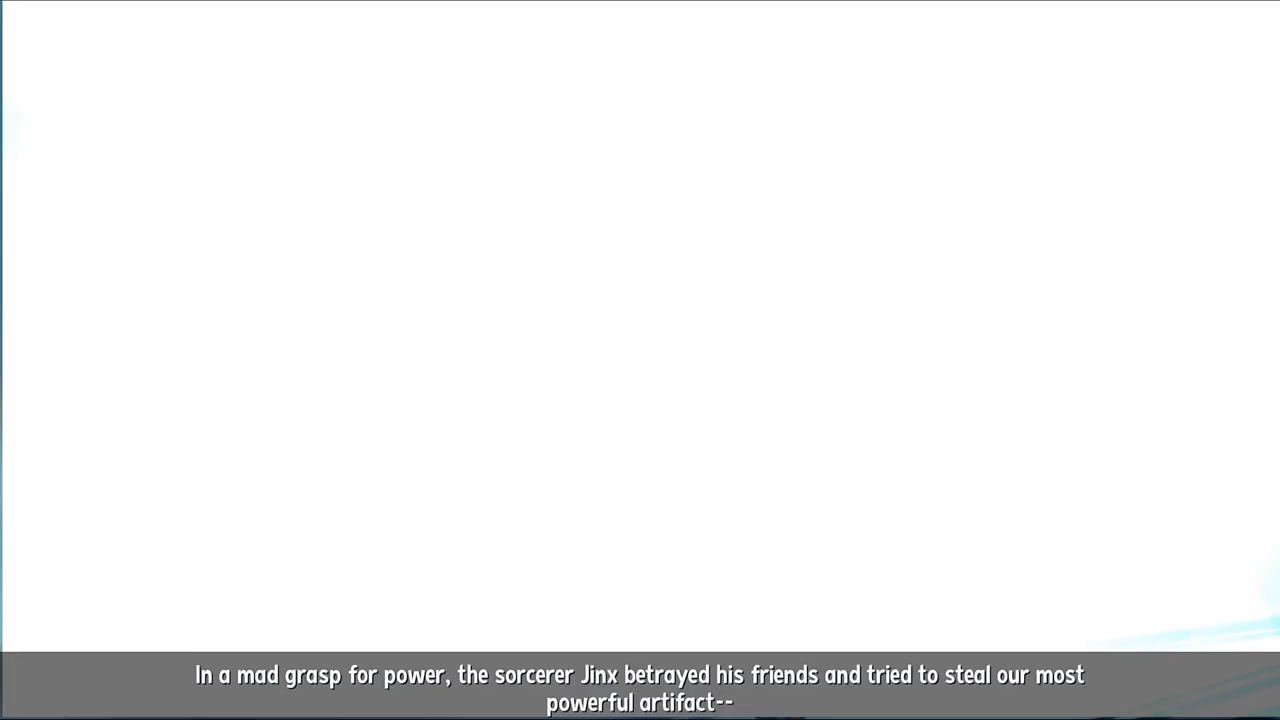 In a mad grasp for power, the sorcerer Jinx betrayed his friends and tried to steal our most
powerful artifact--